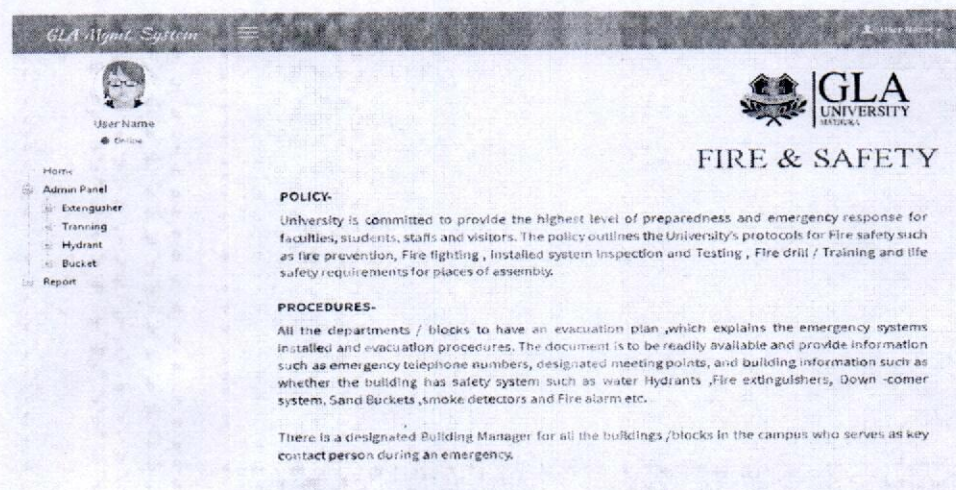 GLA Mgmt. System
User Name
User Name
Online
Home
Admin Panel
Extengusher
Tranning
Hydrant
Bucket
Report
GLA
UNIVERSITY
MATHURA
FIRE & SAFETY
POLICY-
University is committed to provide the highest level of preparedness and emergency response for
faculties, students, staffs and visitors. The policy outlines the University's protocols for Fire safety such
as fire prevention, Fire fighting , Installed system inspection and Testing , Fire drill / Training and life
safety requirements for places of assembly.
PROCEDURES-
All the departments / blocks to have an evacuation plan ,which explains the emergency systems
installed and evacuation procedures. The document is to be readily available and provide information
such as emergency telephone numbers, designated meeting points, and building information such as
whether the building has safety system such as water Hydrants ,Fire extinguishers, Down -comer
system, Sand Buckets ,smoke detectors and Fire alarm etc.
There is a designated Building Manager for all the buildings /blocks in the campus who serves as key
contact person during an emergency.